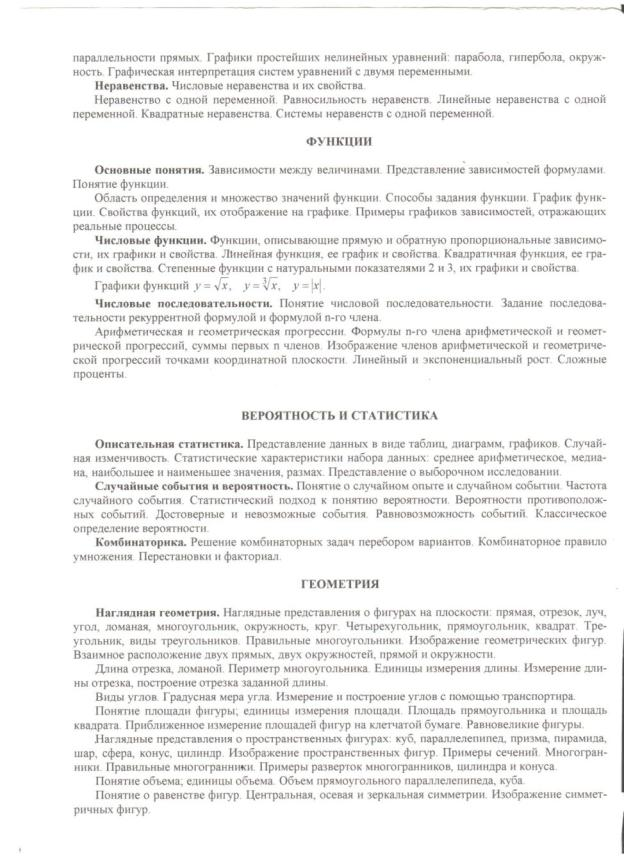 параллельности прямых. Графики простейших нелинейных уравнений: парабола, гипербола, окруж-
ность. Графическая интерпретация систем уравнений с двумя переменными.
Неравенства. Числовые неравенства и их свойства.
Неравенство с одной переменной. Равносильность неравенств. Линейные неравенства с одной
переменной. Квадратные неравенства. Системы неравенств с одной переменной.
ФУНКЦИИ
Основные понятия. Зависимости между величинами. Представление зависимостей формулами.
Понятие функции.
Область определения и множество значений функции. Способы задания функции. График функ-
ции. Свойства функций, их отображение на графике. Примеры графиков зависимостей, отражающих
реальные процессы.
Числовые функции. Функции, описывающие прямую и обратную пропорциональные зависимо-
сти, их графики и свойства. Линейная функция, ее график и свойства. Квадратичная функция, ее гра-
фик и свойства. Степенные функции с натуральными показателями 2 и 3, их графики и свойства.
Графики функций y = √x, y = ∛x, y = |x|.
Числовые последовательности. Понятие числовой последовательности. Задание последова-
тельности рекуррентной формулой и формулой n-го члена.
Арифметическая и геометрическая прогрессии. Формулы n-го члена арифметической и геомет-
рической прогрессий, суммы первых n членов. Изображение членов арифметической и геометриче-
ской прогрессий точками координатной плоскости. Линейный и экспоненциальный рост. Сложные
проценты.
ВЕРОЯТНОСТЬ И СТАТИСТИКА
Описательная статистика. Представление данных в виде таблиц, диаграмм, графиков. Случай-
ная изменчивость. Статистические характеристики набора данных: среднее арифметическое, медиа-
на, наибольшее и наименьшее значения, размах. Представление о выборочном исследовании.
Случайные события и вероятность. Понятие о случайном опыте и случайном событии. Частота
случайного события. Статистический подход к понятию вероятности. Вероятности противополож-
ных событий. Достоверные и невозможные события. Равновозможность событий. Классическое
определение вероятности.
Комбинаторика. Решение комбинаторных задач перебором вариантов. Комбинаторное правило
умножения. Перестановки и факториал.
ГЕОМЕТРИЯ
Наглядная геометрия. Наглядные представления о фигурах на плоскости: прямая, отрезок, луч,
угол, ломаная, многоугольник, окружность, круг. Четырехугольник, прямоугольник, квадрат. Тре-
угольник, виды треугольников. Правильные многоугольники. Изображение геометрических фигур.
Взаимное расположение двух прямых, двух окружностей, прямой и окружности.
Длина отрезка, ломаной. Периметр многоугольника. Единицы измерения длины. Измерение дли-
ны отрезка, построение отрезка заданной длины.
Виды углов. Градусная мера угла. Измерение и построение углов с помощью транспортира.
Понятие площади фигуры; единицы измерения площади. Площадь прямоугольника и площадь
квадрата. Приближенное измерение площадей фигур на клетчатой бумаге. Равновеликие фигуры.
Наглядные представления о пространственных фигурах: куб, параллелепипед, призма, пирамида,
шар, сфера, конус, цилиндр. Изображение пространственных фигур. Примеры сечений. Многогран-
ники. Правильные многогранники. Примеры разверток многогранников, цилиндра и конуса.
Понятие объема; единицы объема. Объем прямоугольного параллелепипеда, куба.
Понятие о равенстве фигур. Центральная, осевая и зеркальная симметрии. Изображение симмет-
ричных фигур.